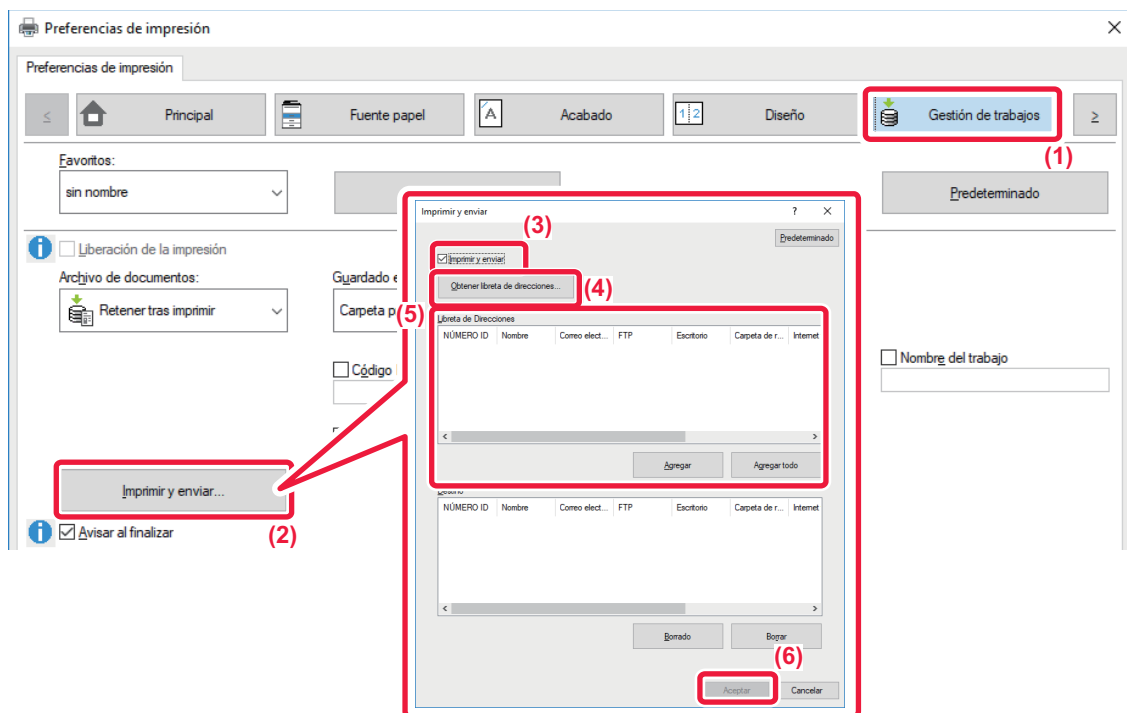 Preferencias de impresión
Preferencias de impresión
Principal
Fuente papel
Acabado
Diseño
Gestión de trabajos
(1)
Favoritos:
sin nombre
Predeterminado
Liberación de la impresión
Archivo de documentos:
Retener tras imprimir
Guardado e
Carpeta p
Código
Nombre del trabajo
Imprimir y enviar...
(2)
Avisar al finalizar
Imprimir y enviar
?
Predeterminado
(3)
Imprimir y enviar
Obtener libreta de direcciones...
(4)
(5)
Libreta de Direcciones
NÚMERO ID Nombre Correo elect... FTP Escritorio Carpeta de r... Internet
Agregar Agregar todo
Destino
NÚMERO ID Nombre Correo elect... FTP Escritorio Carpeta de r... Internet
Borrado Borrar
(6)
Aceptar Cancelar